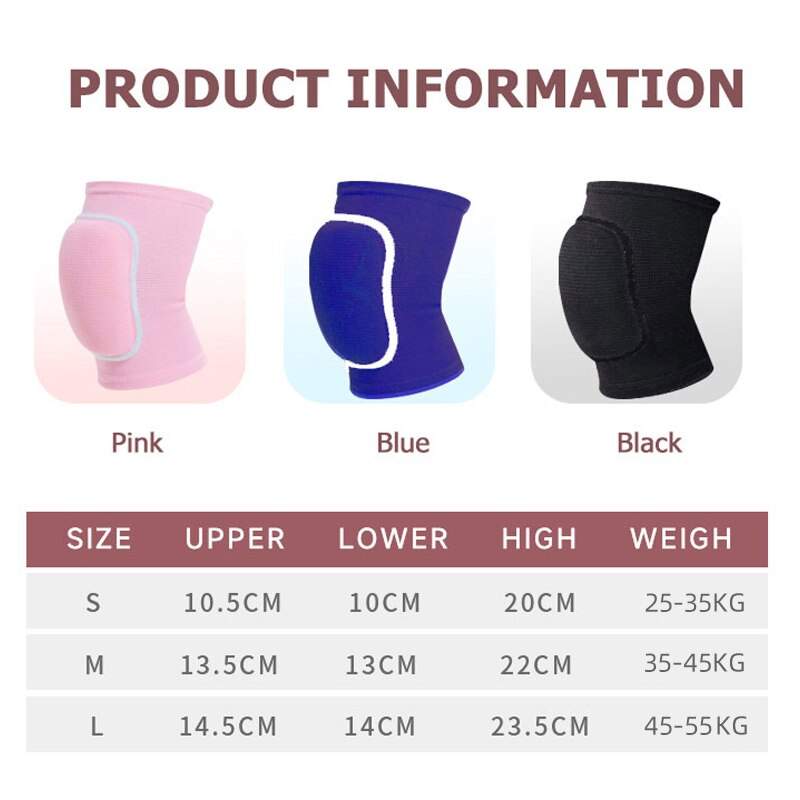 PRODUCT INFORMATION
Pink Blue Black
SIZE UPPER LOWER HIGH WEIGH
S 10.5CM 10CM 20CM 25-35KG
M 13.5CM 13CM 22CM 35-45KG
L 14.5CM 14CM 23.5CM 45-55KG